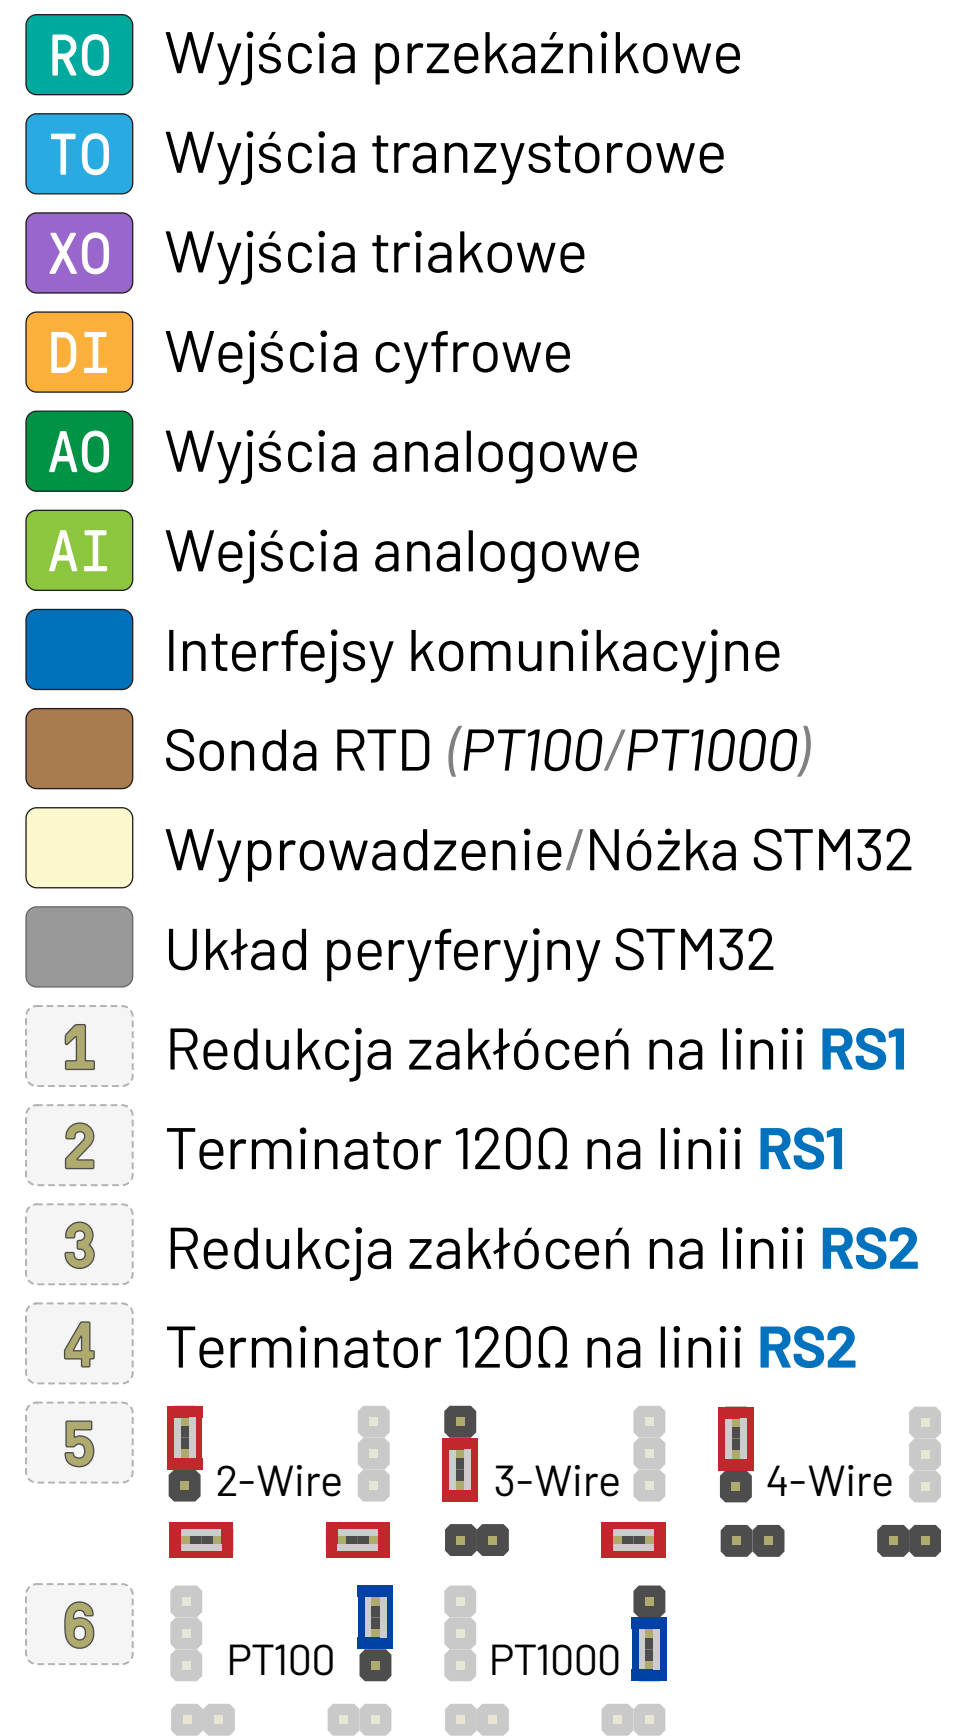 RO Wyjścia przekaźnikowe
TO Wyjścia tranzystorowe
XO Wyjścia triakowe
DI Wejścia cyfrowe
AO Wyjścia analogowe
AI Wejścia analogowe
Interfejsy komunikacyjne
Sonda RTD (PT100/PT1000)
Wyprowadzenie/Nóżka STM32
Układ peryferyjny STM32
1 Redukcja zakłóceń na linii RS1
2 Terminator 120Ω na linii RS1
3 Redukcja zakłóceń na linii RS2
4 Terminator 120Ω na linii RS2
5 2-Wire 3-Wire 4-Wire
6 PT100 PT1000